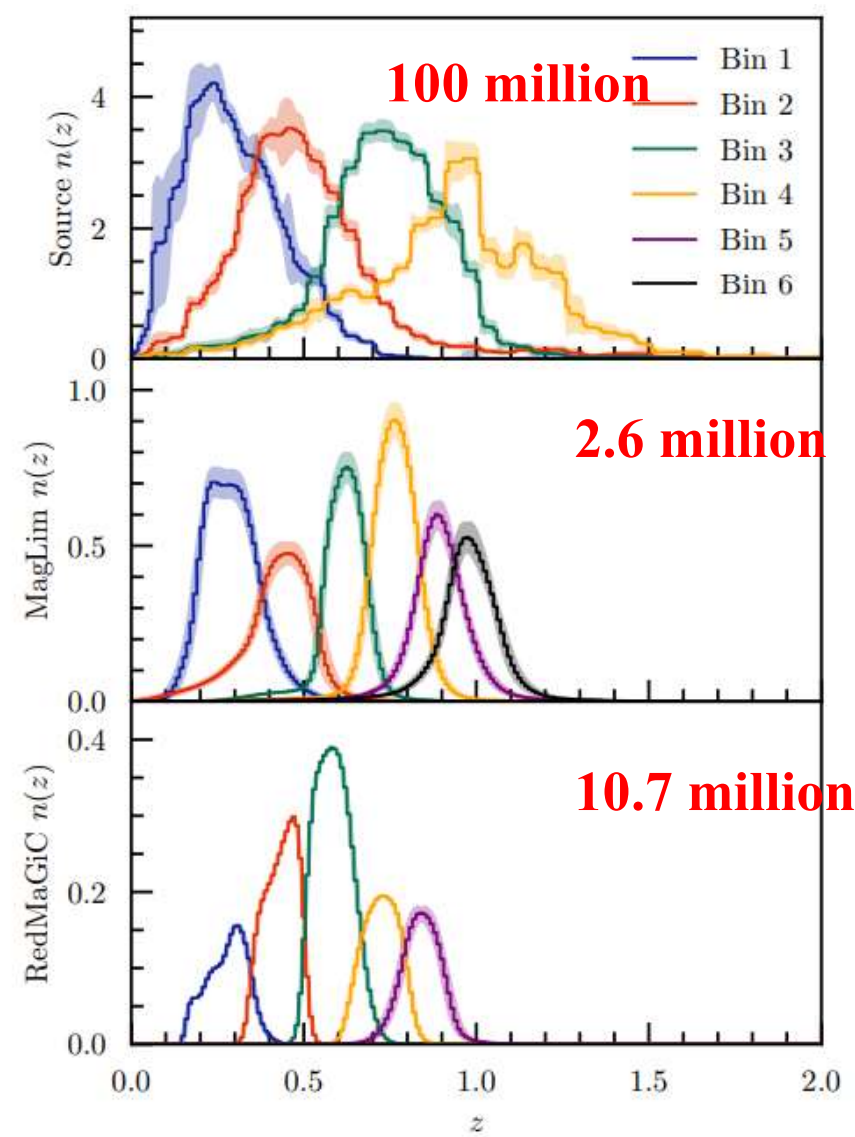 100 million
Bin 1
Bin 2
Bin 3
Bin 4
Bin 5
Bin 6
Source n(z)
4
2
0
2.6 million
MagLim n(z)
1.0
0.5
0.0
10.7 million
RedMaGiC n(z)
0.4
0.2
0.0
0.0 0.5 1.0 1.5 2.0
z